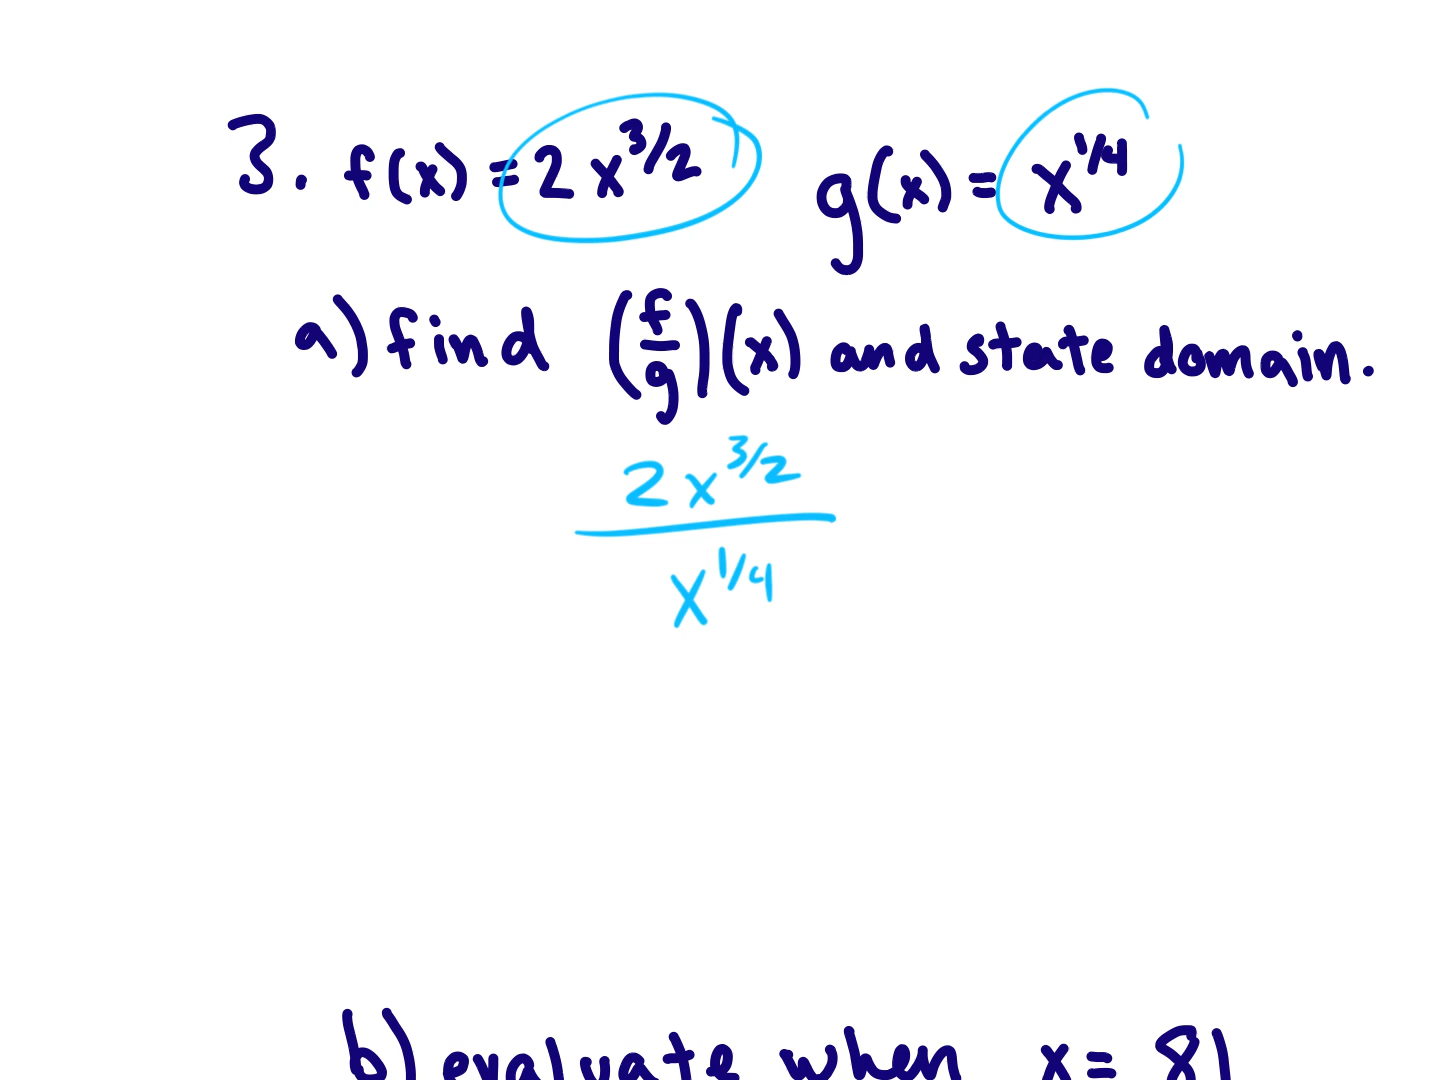 3. f(x) = 2x^{3/2} g(x) = x^{1/4}
a) find (f/g)(x) and state domain.
2x^{3/2}
x^{1/4}
b) evaluate when x = 81